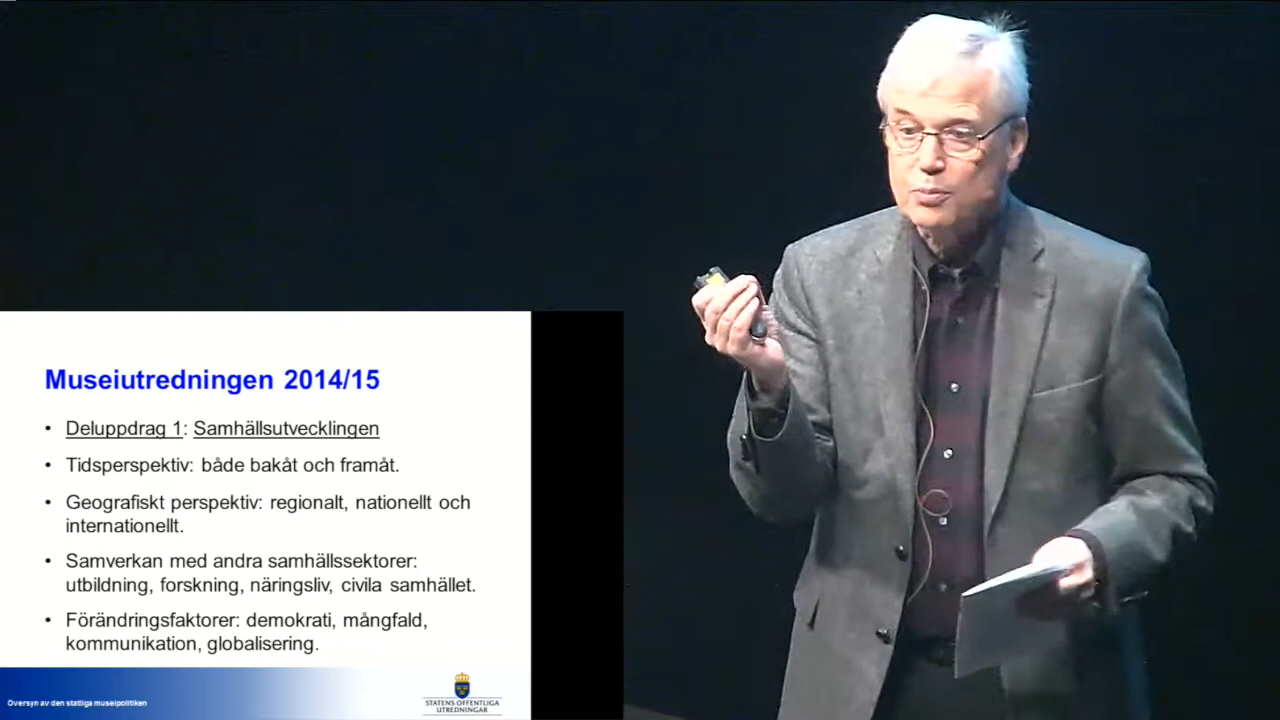 Museiutredningen 2014/15
• Deluppdrag 1: Samhällsutvecklingen
• Tidsperspektiv: både bakåt och framåt.
• Geografiskt perspektiv: regionalt, nationellt och
internationellt.
• Samverkan med andra samhällssektorer:
utbildning, forskning, näringsliv, civila samhället.
• Förändringsfaktorer: demokrati, mångfald,
kommunikation, globalisering.
Översyn av den statliga museipolitiken
STATENS OFFENTLIGA
UTREDNINGAR